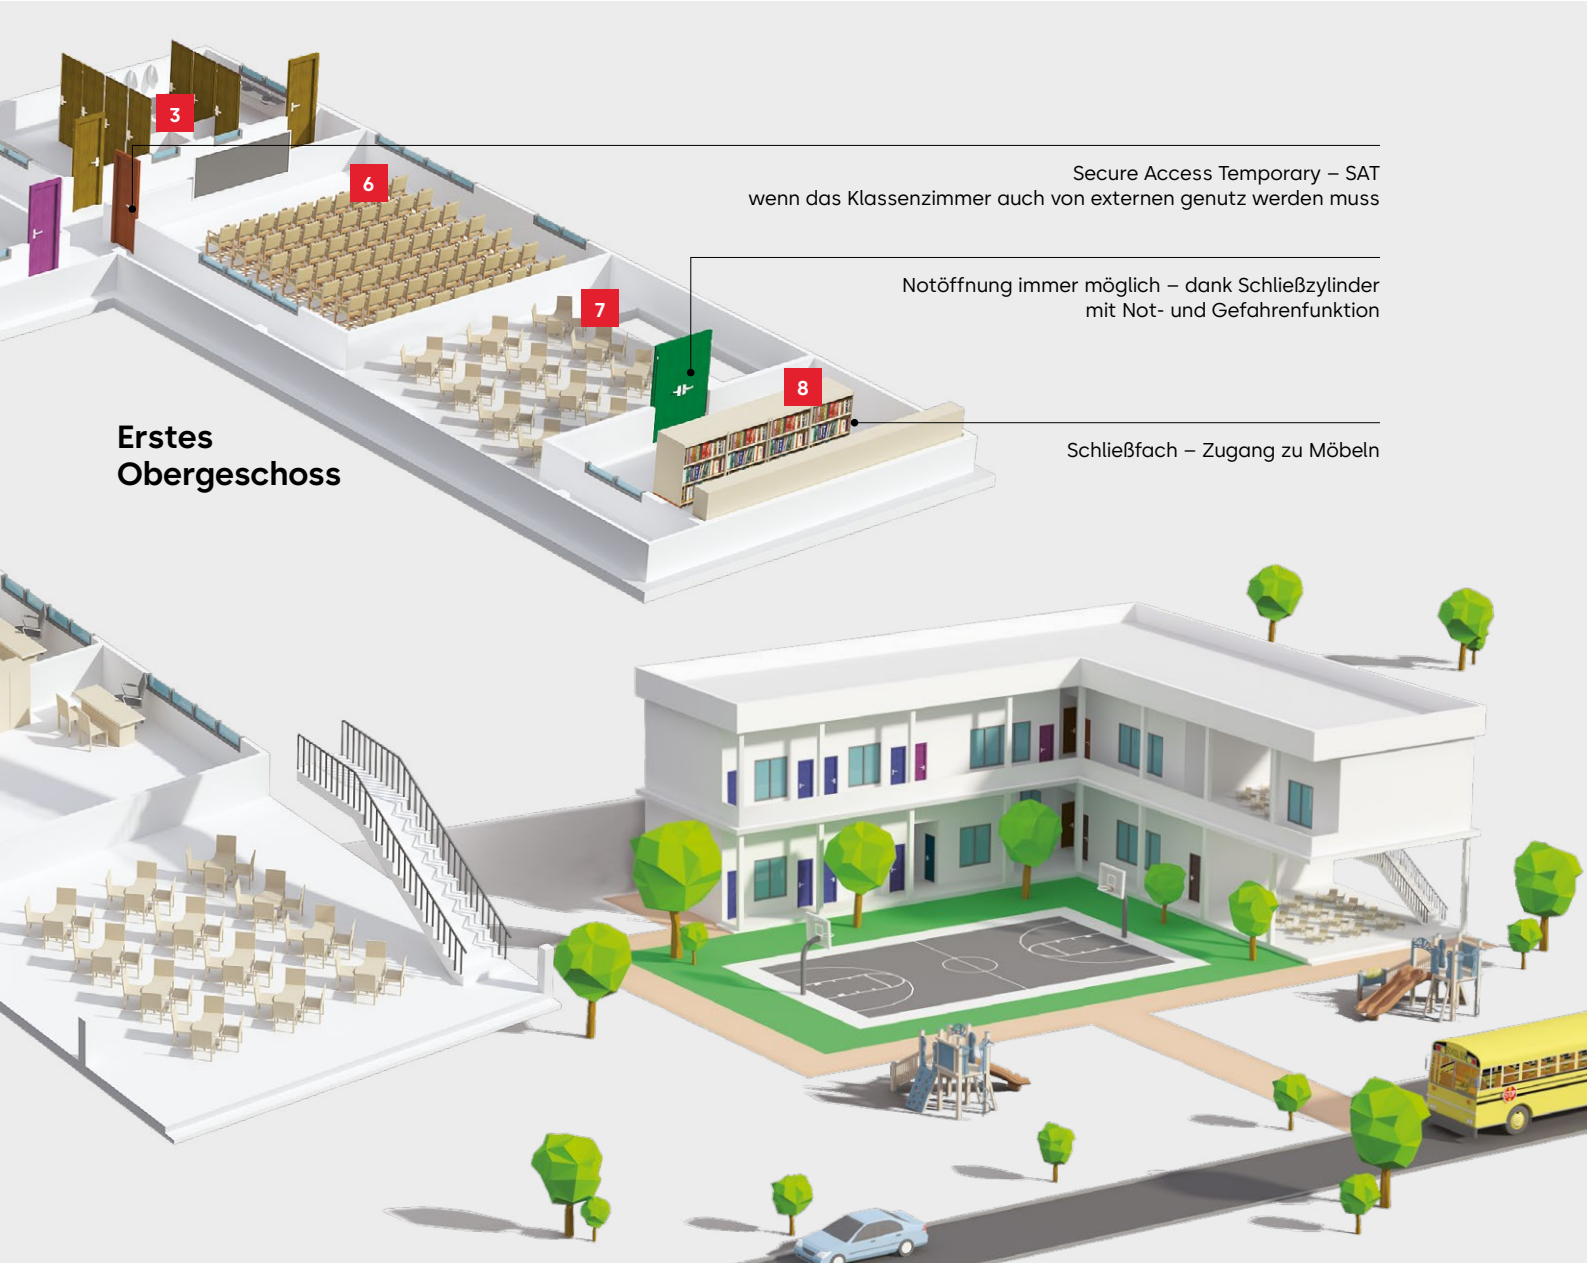 3
Secure Access Temporary – SAT
wenn das Klassenzimmer auch von externen genutz werden muss
6
Notöffnung immer möglich – dank Schließzylinder
mit Not- und Gefahrenfunktion
7
8
Erstes
Obergeschoss
Schließfach – Zugang zu Möbeln